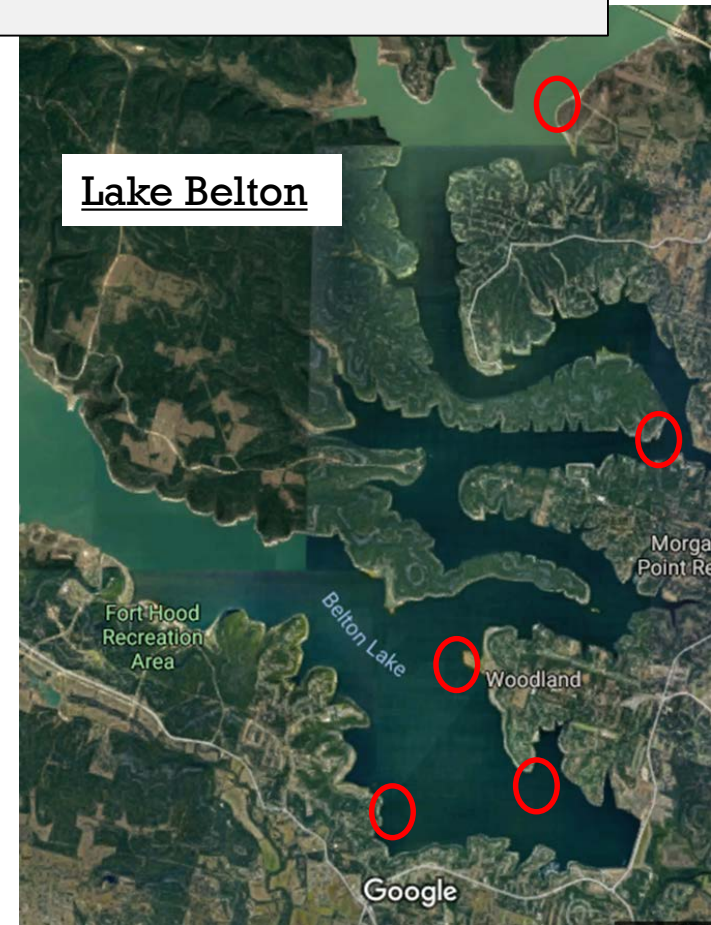 Lake Belton
Morga
Point Re
Fort Hood
Recreation
Area
Belton Lake
Woodland
Google